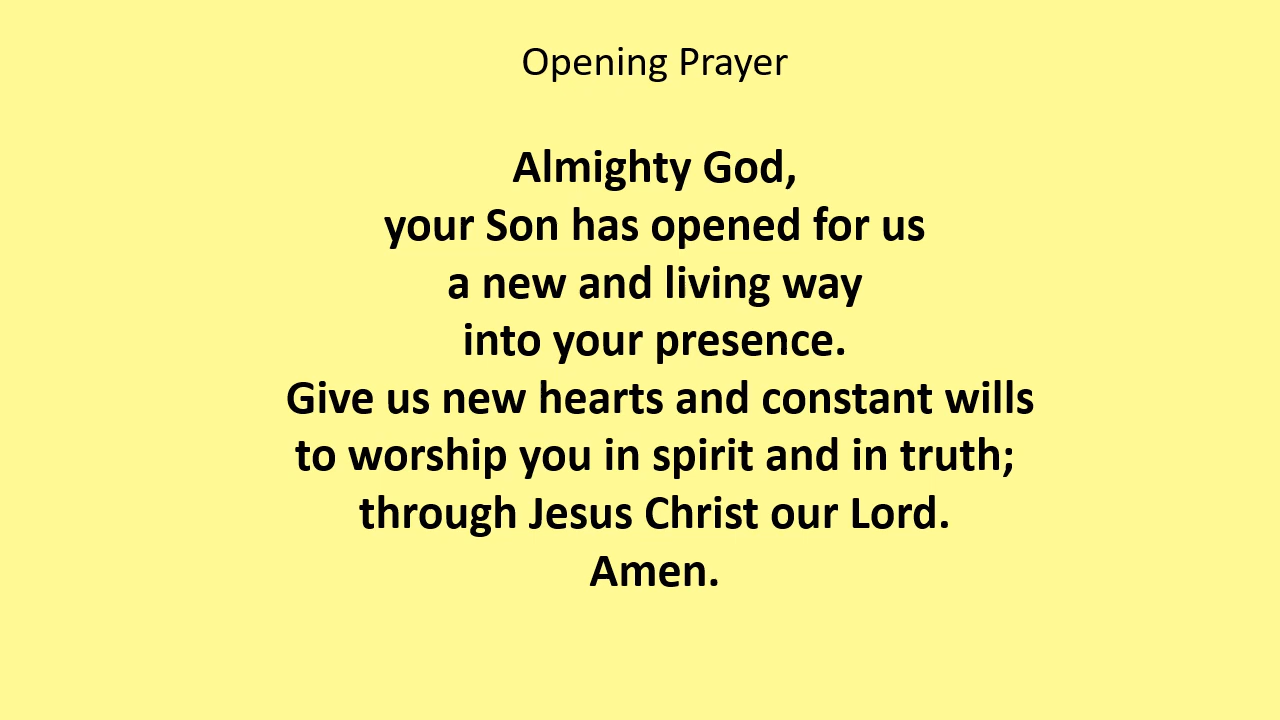 Opening Prayer
Almighty God,
your Son has opened for us
a new and living way
into your presence.
Give us new hearts and constant wills
to worship you in spirit and in truth;
through Jesus Christ our Lord.
Amen.